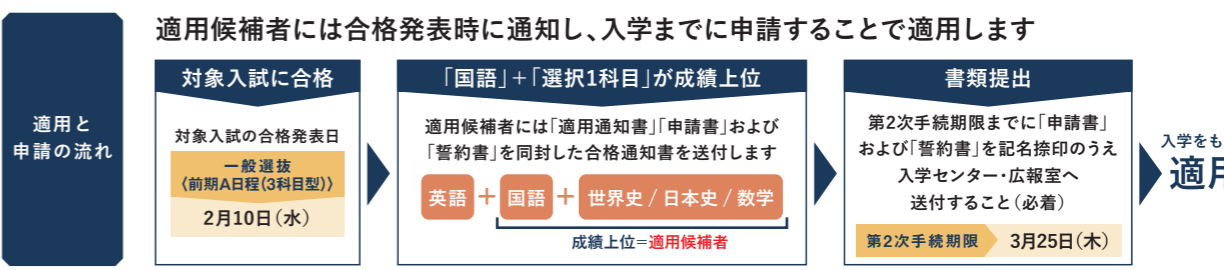 適用候補者には合格発表時に通知し、入学までに申請することで適用します
適用と
申請の流れ
対象入試に合格
対象入試の合格発表日
一般選抜
〈前期A日程(3科目型)〉
2月10日(水)
「国語」+「選択1科目」が成績上位
適用候補者には「適用通知書」「申請書」および
「誓約書」を同封した合格通知書を送付します
英語+国語+世界史/日本史/数学
成績上位=適用候補者
書類提出
第2次手続期限までに「申請書」
および「誓約書」を記名捺印のうえ
入学センター・広報室へ
送付すること(必着)
第2次手続期限 3月25日(木)
入学をも
適用